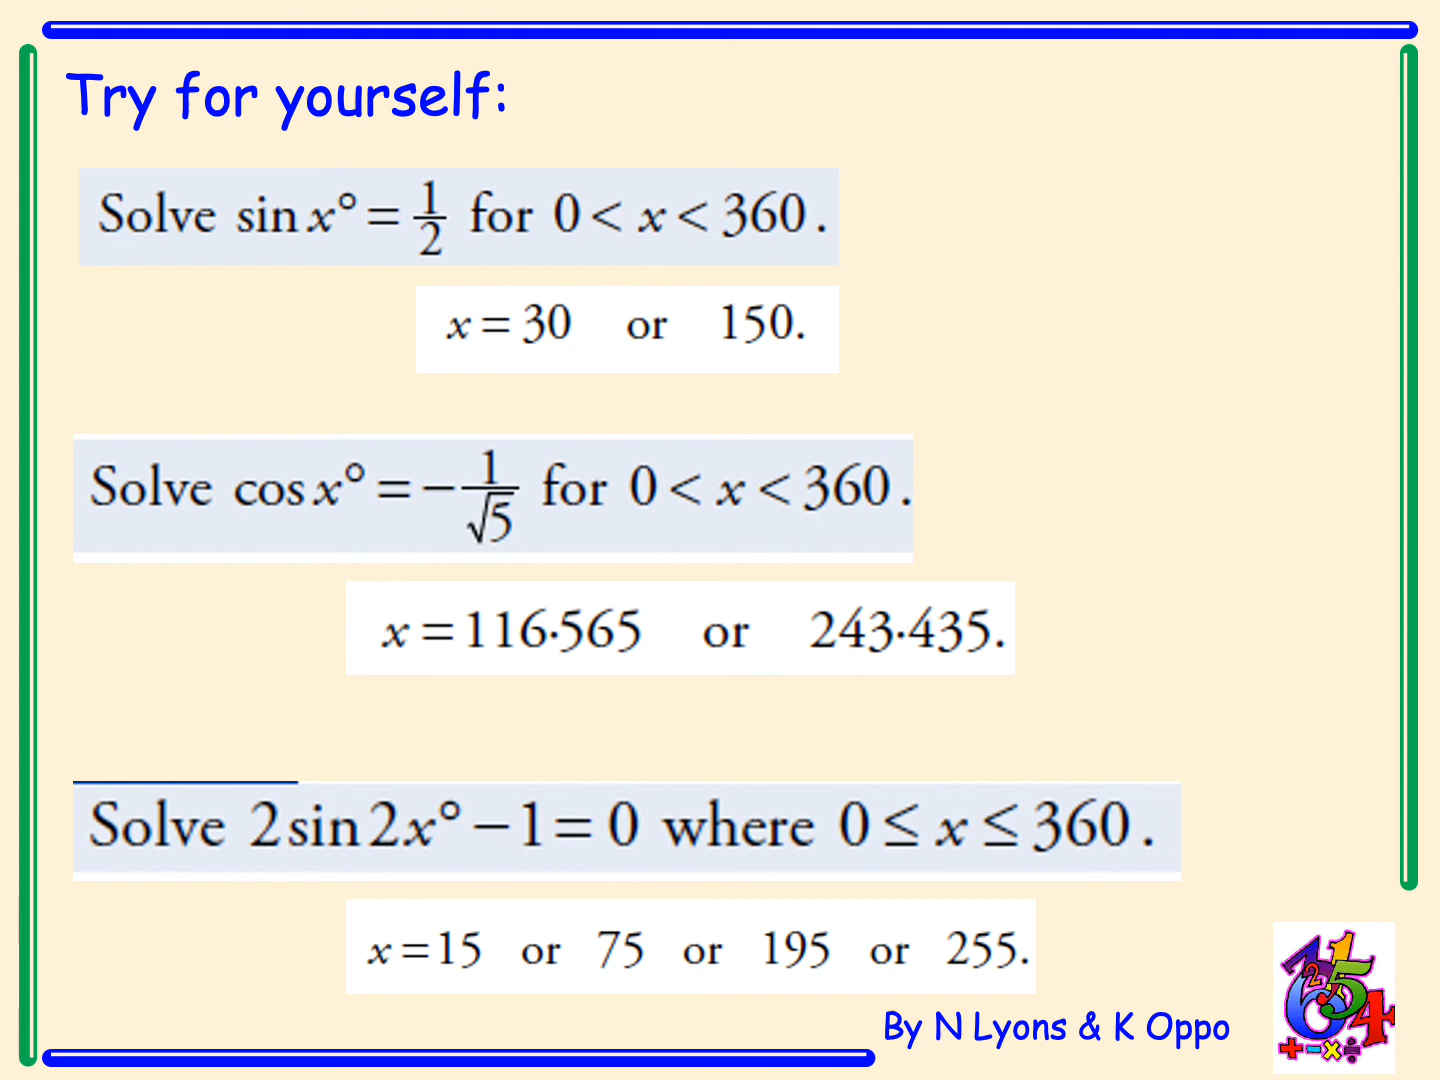 Try for yourself:
Solve sin x° = 1/2 for 0 < x < 360.
x = 30 or 150.
Solve cos x° = −1/√5 for 0 < x < 360.
x = 116·565 or 243·435.
Solve 2 sin 2x° − 1 = 0 where 0 ≤ x ≤ 360.
x = 15 or 75 or 195 or 255.
By N Lyons & K Oppo